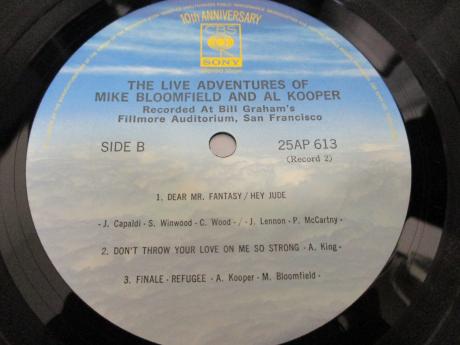 10th ANNIVERSARY
CBS
SONY
THE LIVE ADVENTURES OF
MIKE BLOOMFIELD AND AL KOOPER
Recorded At Bill Graham's
Fillmore Auditorium, San Francisco
SIDE B
25AP 613
(Record 2)
1. DEAR MR. FANTASY / HEY JUDE
- J. Capaldi - S. Winwood - C. Wood - / - J. Lennon - P. McCartny -
2. DON'T THROW YOUR LOVE ON ME SO STRONG - A. King -
3. FINALE - REFUGEE - A. Kooper - M. Bloomfield -